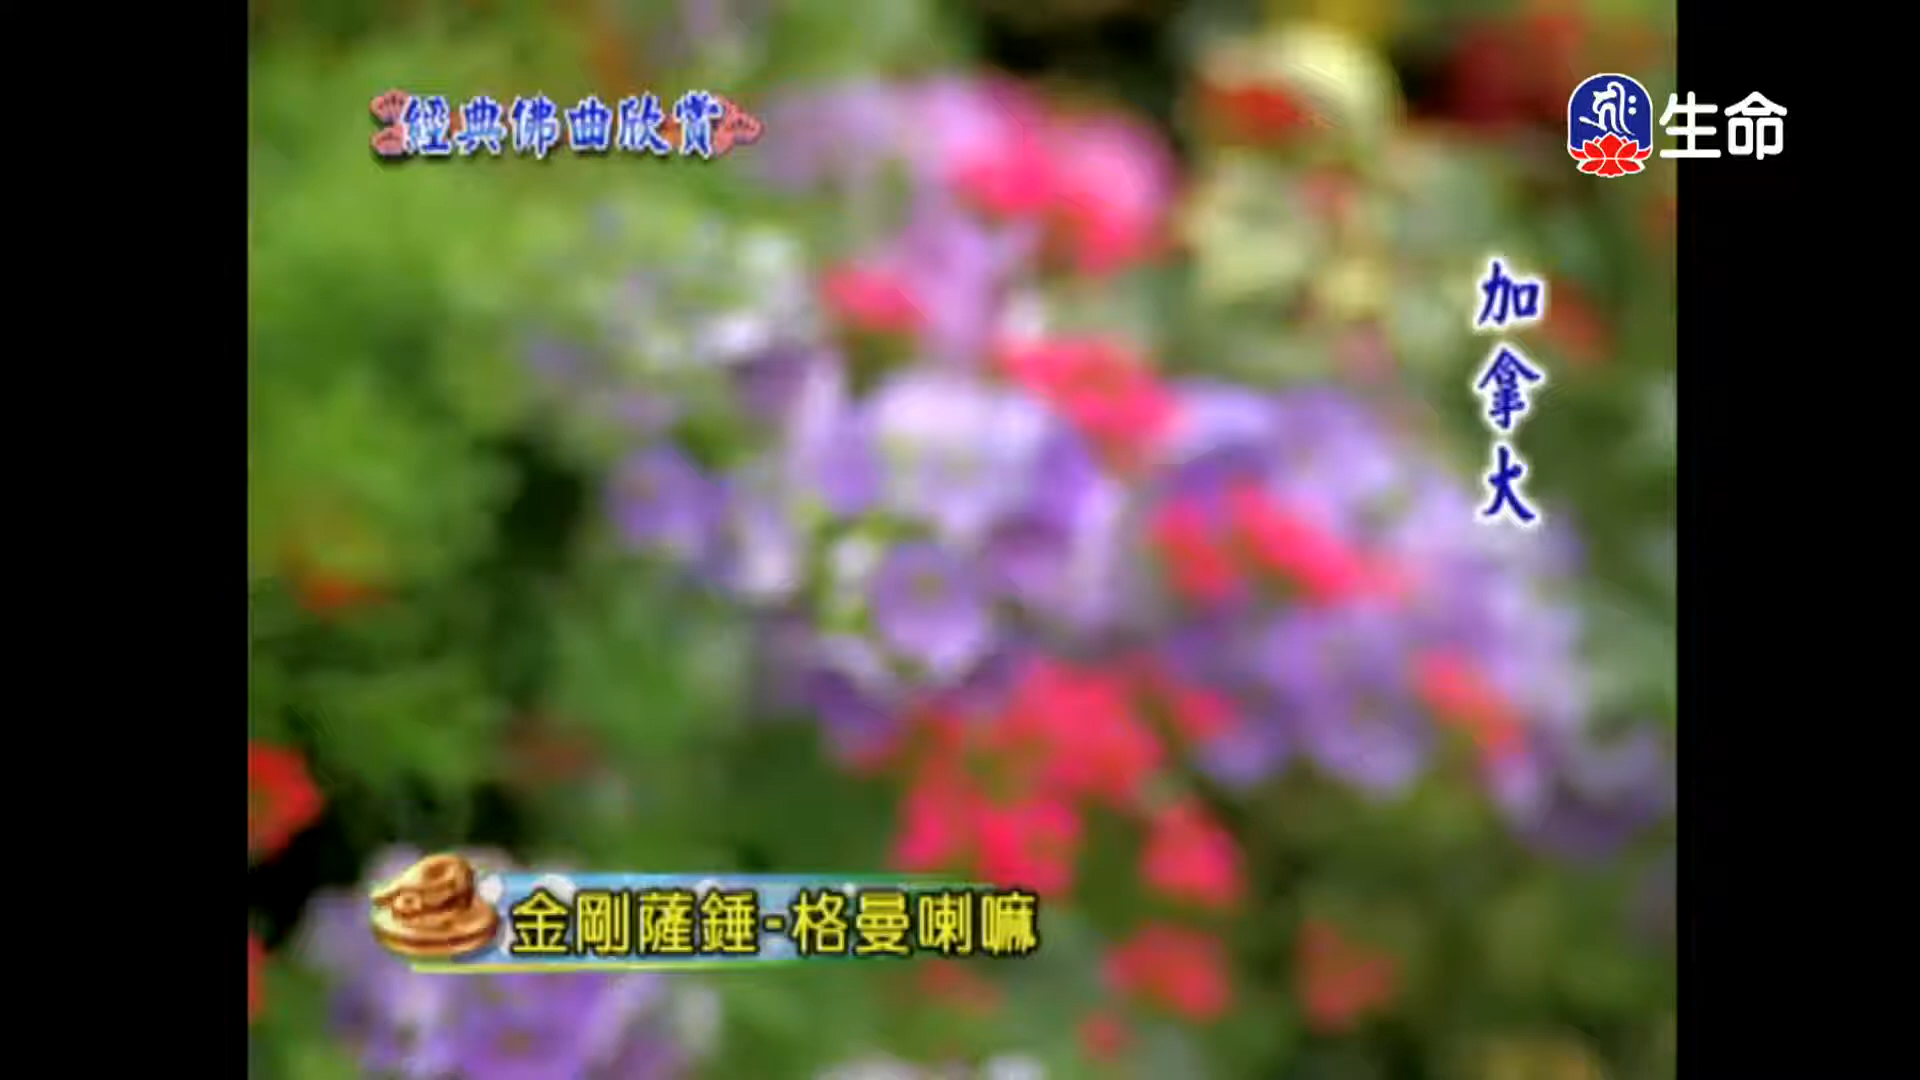 經典佛曲欣賞
生命
加拿大
金剛薩錘-格曼喇嘛